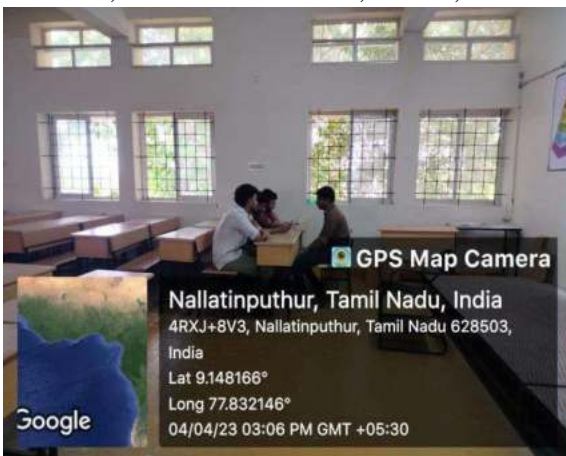 GPS Map Camera
Nallatinputhur, Tamil Nadu, India
4RXJ+8V3, Nallatinputhur, Tamil Nadu 628503,
India
Lat 9.148166°
Long 77.832146°
04/04/23 03:06 PM GMT +05:30
Google